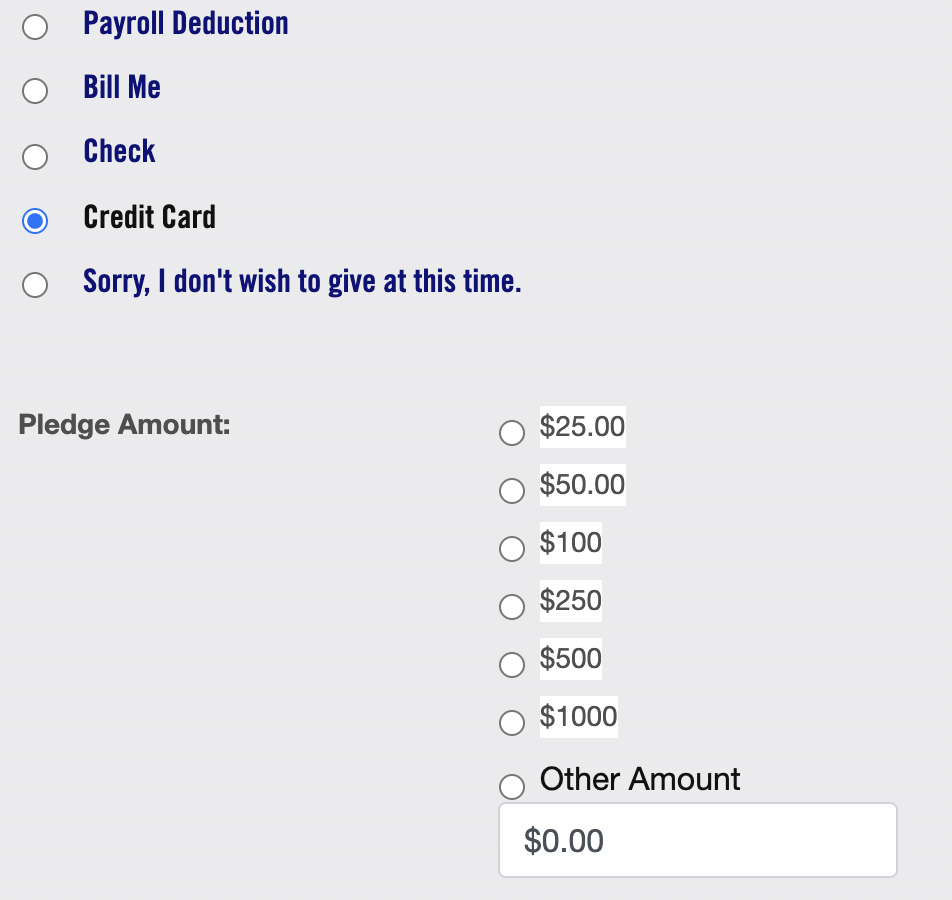 Payroll Deduction
Bill Me
Check
Credit Card
Sorry, I don't wish to give at this time.
Pledge Amount:
$25.00
$50.00
$100
$250
$500
$1000
Other Amount
$0.00